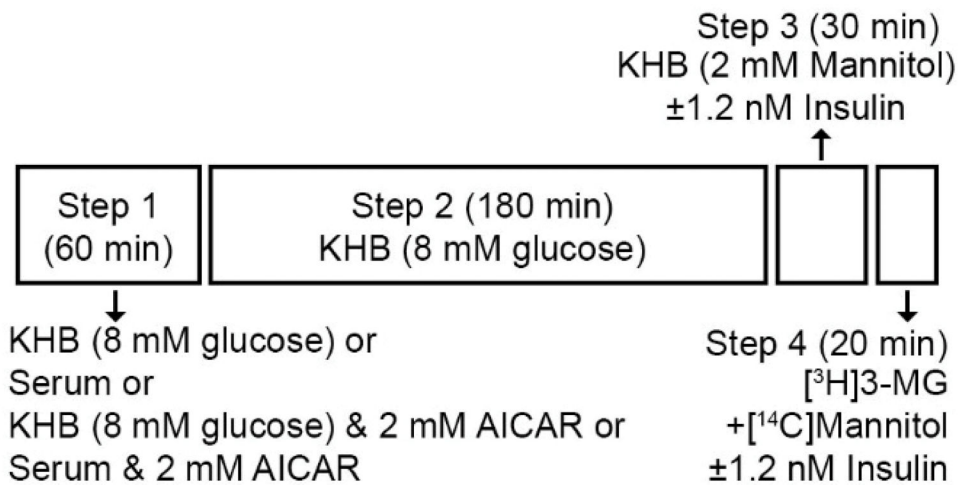 Step 3 (30 min)
KHB (2 mM Mannitol)
±1.2 nM Insulin
Step 1
(60 min)
Step 2 (180 min)
KHB (8 mM glucose)
KHB (8 mM glucose) or
Serum or
KHB (8 mM glucose) & 2 mM AICAR or
Serum & 2 mM AICAR
Step 4 (20 min)
[³H]3-MG
+[¹⁴C]Mannitol
±1.2 nM Insulin